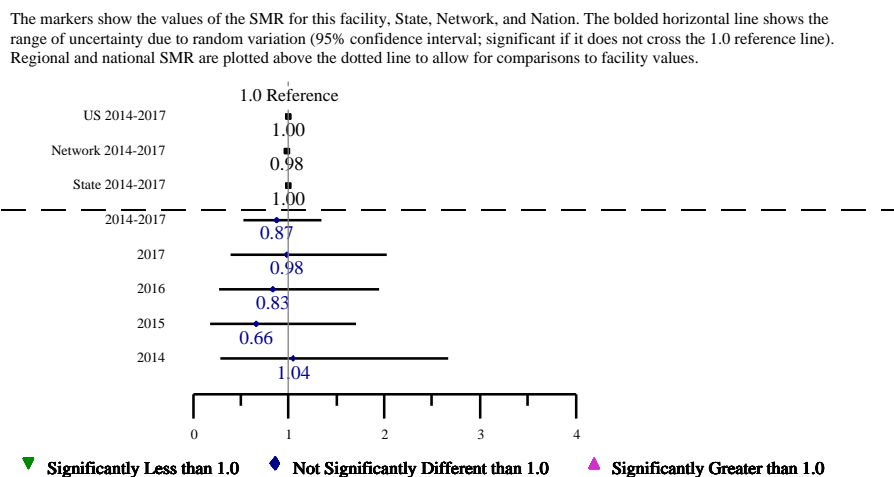 The markers show the values of the SMR for this facility, State, Network, and Nation. The bolded horizontal line shows the
range of uncertainty due to random variation (95% confidence interval; significant if it does not cross the 1.0 reference line).
Regional and national SMR are plotted above the dotted line to allow for comparisons to facility values.
1.0 Reference
US 2014-2017
1.00
Network 2014-2017
0.98
State 2014-2017
1.00
2014-2017
0.87
2017
0.98
2016
0.83
2015
0.66
2014
1.04
0 1 2 3 4
Significantly Less than 1.0 Not Significantly Different than 1.0 Significantly Greater than 1.0